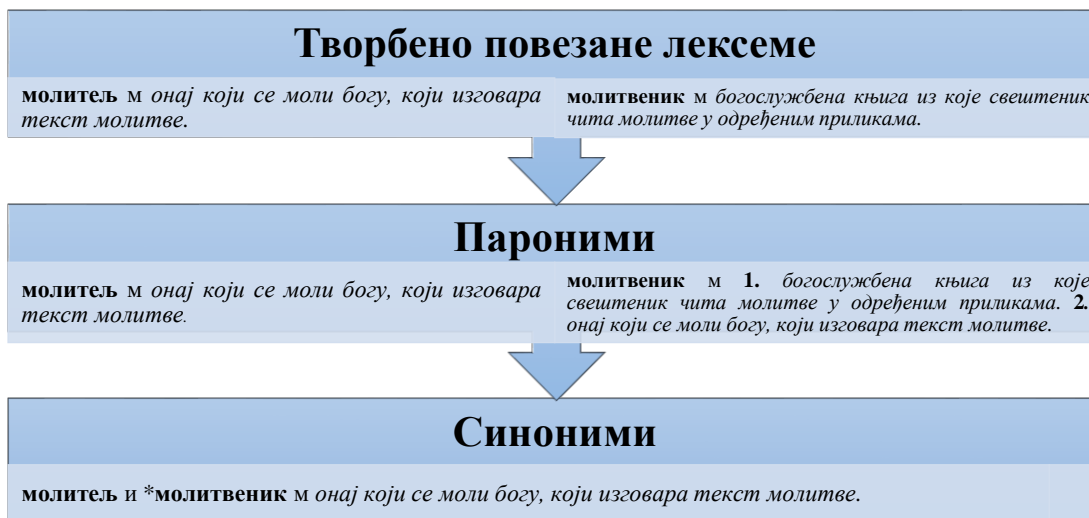 Творбено повезане лексеме
молитељ м онај који се моли богу, који изговара
текст молитве.
молитвеник м богослужбена књига из које свештеник
чита молитве у одређеним приликама.
Пароними
молитељ м онај који се моли богу, који изговара
текст молитве.
молитвеник м 1. богослужбена књига из које
свештеник чита молитве у одређеним приликама. 2.
онај који се моли богу, који изговара текст молитве.
Синоними
молитељ и *молитвеник м онај који се моли богу, који изговара текст молитве.